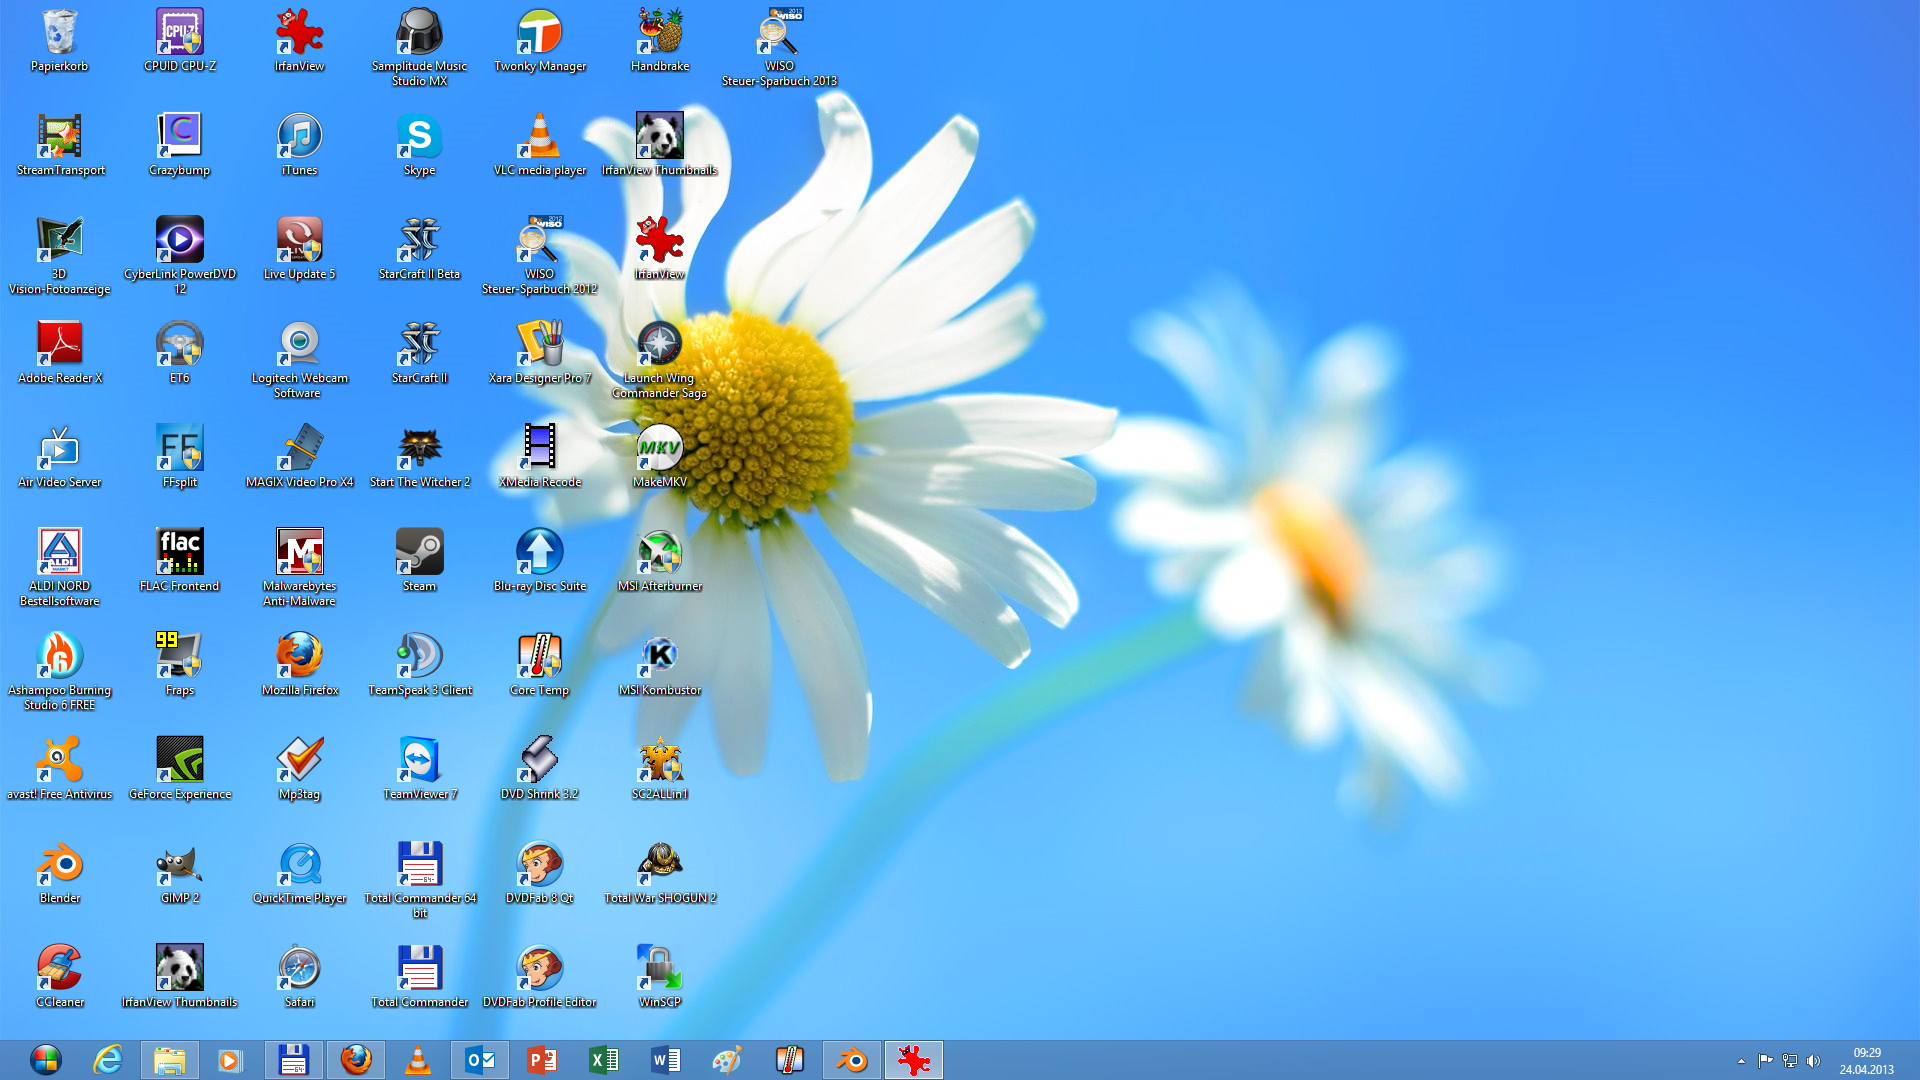 Papierkorb
CPUID CPU-Z
IrfanView
Samplitude Music
Studio MX
Twonky Manager
Handbrake
WISO
Steuer-Sparbuch 2013
StreamTransport
Crazybump
iTunes
Skype
VLC media player
IrfanView Thumbnails
3D
Vision-Fotoanzeige
CyberLink PowerDVD
12
Live Update 5
StarCraft II Beta
WISO
Steuer-Sparbuch 2012
IrfanView
Adobe Reader X
ET6
Logitech Webcam
Software
StarCraft II
Xara Designer Pro 7
Launch Wing
Commander Saga
Air Video Server
FFsplit
MAGIX Video Pro X4
Start The Witcher 2
XMedia Recode
MakeMKV
ALDI NORD
Bestellsoftware
FLAC Frontend
Malwarebytes
Anti-Malware
Steam
Blu-ray Disc Suite
MSI Afterburner
Ashampoo Burning
Studio 6 FREE
Fraps
Mozilla Firefox
TeamSpeak 3 Client
Core Temp
MSI Kombustor
avast! Free Antivirus
GeForce Experience
Mp3tag
TeamViewer 7
DVD Shrink 3.2
SC2ALLin1
Blender
GIMP 2
QuickTime Player
Total Commander 64
bit
DVDFab 8 Qt
Total War SHOGUN 2
CCleaner
IrfanView Thumbnails
Safari
Total Commander
DVDFab Profile Editor
WinSCP
09:29
24.04.2013